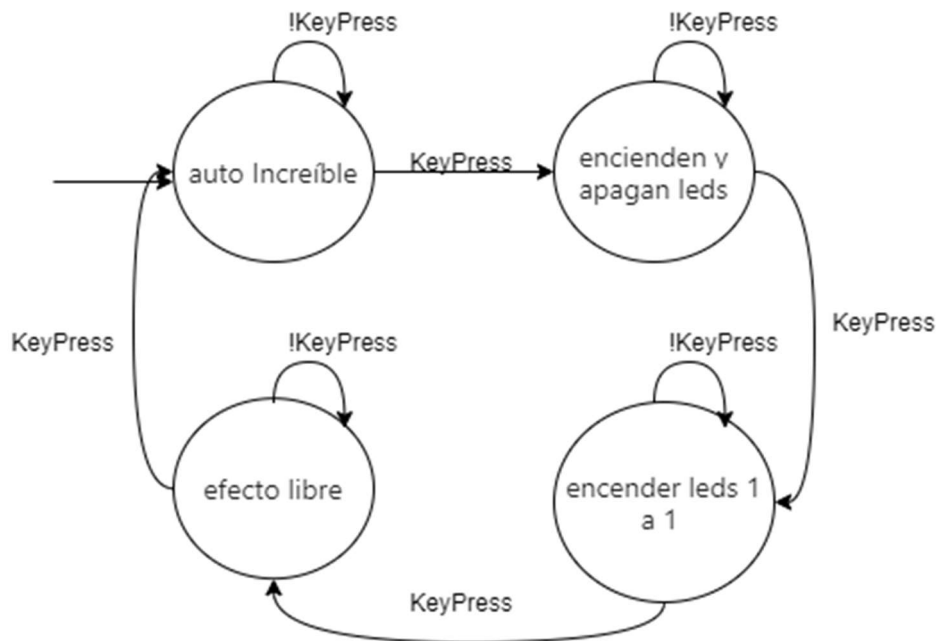 !KeyPress
!KeyPress
auto Increíble
KeyPress
encienden y
apagan leds
KeyPress
KeyPress
!KeyPress
!KeyPress
efecto libre
encender leds 1
a 1
KeyPress